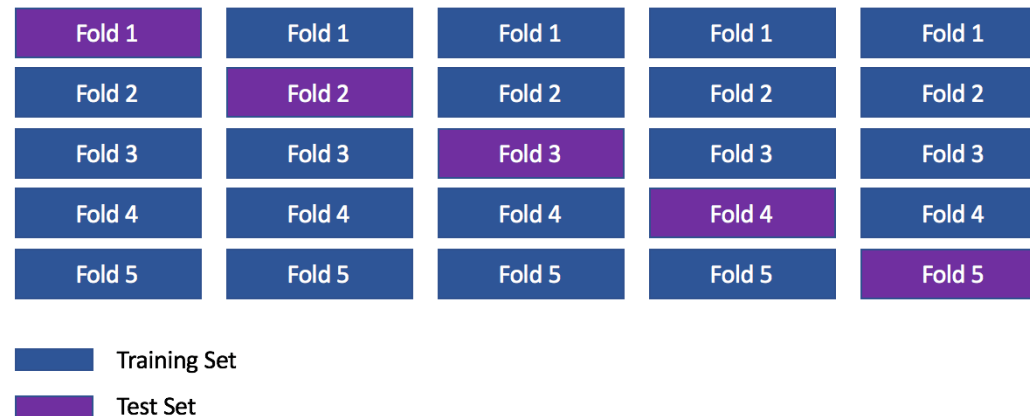 Fold 1 Fold 1 Fold 1 Fold 1 Fold 1
Fold 2 Fold 2 Fold 2 Fold 2 Fold 2
Fold 3 Fold 3 Fold 3 Fold 3 Fold 3
Fold 4 Fold 4 Fold 4 Fold 4 Fold 4
Fold 5 Fold 5 Fold 5 Fold 5 Fold 5
Training Set
Test Set